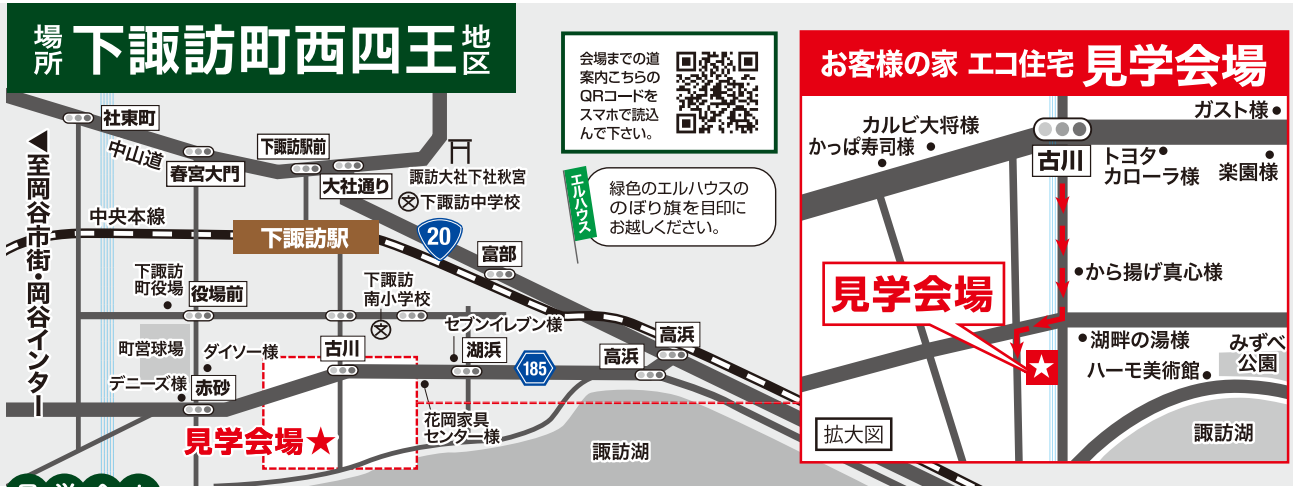 場所 下諏訪町西四王 地区
会場までの道
案内こちらの
QRコードを
スマホで読込
んで下さい。
エルハウス
緑色のエルハウスの
のぼり旗を目印に
お越しください。
◀至岡谷市街・岡谷インター
社東町
中山道
春宮大門
下諏訪駅前
大社通り
諏訪大社下社秋宮
下諏訪中学校
中央本線
下諏訪駅
20
富部
下諏訪
町役場
役場前
下諏訪
南小学校
セブンイレブン様
高浜
町営球場
ダイソー様
古川
湖浜
185
高浜
デニーズ様
赤砂
花岡家具
センター様
見学会場★
諏訪湖
お客様の家 エコ住宅 見学会場
ガスト様
カルビ大将様
かっぱ寿司様
古川
トヨタ
カローラ様
楽園様
から揚げ真心様
見学会場
湖畔の湯様
ハーモ美術館
みずべ
公園
拡大図
諏訪湖